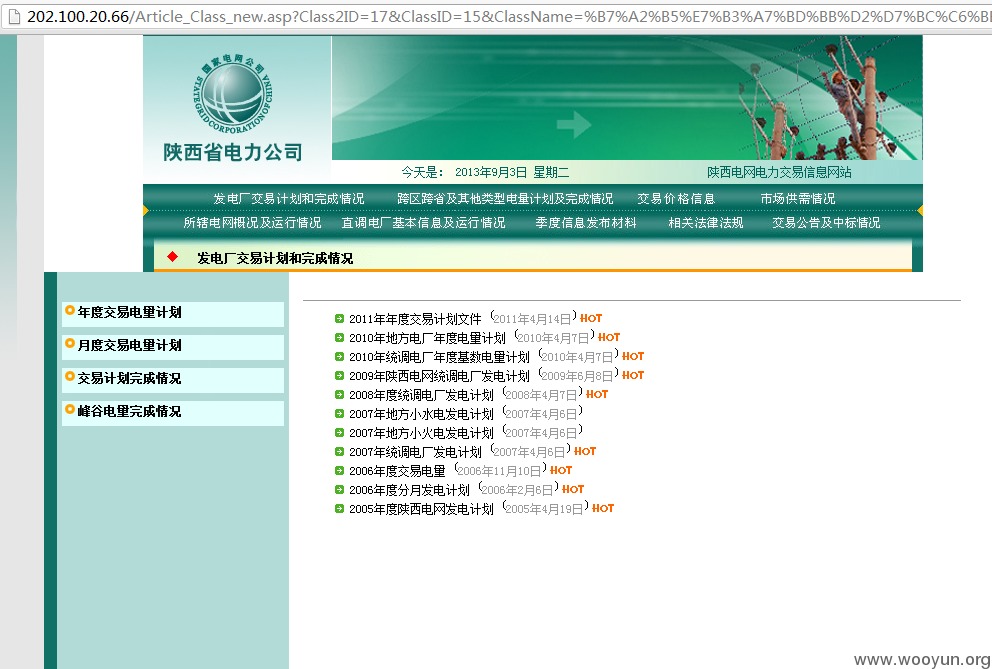 202.100.20.66/Article_Class_new.asp?Class2ID=17&ClassID=15&ClassName=%B7%A2%B5%E7%B3%A7%BD%BB%D2%D7%BC%C6%B
国家电网公司
STATE GRID CORPORATION OF CHINA
陕西省电力公司
今天是： 2013年9月3日 星期二 陕西电网电力交易信息网站
发电厂交易计划和完成情况 跨区跨省及其他类型电量计划及完成情况 交易价格信息 市场供需情况
所辖电网概况及运行情况 直调电厂基本信息及运行情况 季度信息发布材料 相关法律法规 交易公告及中标情况
发电厂交易计划和完成情况
年度交易电量计划
月度交易电量计划
交易计划完成情况
峰谷电量完成情况
2011年年度交易计划文件（2011年4月14日）HOT
2010年地方电厂年度电量计划（2010年4月7日）HOT
2010年统调电厂年度基数电量计划（2010年4月7日）HOT
2009年陕西电网统调电厂发电计划（2009年6月8日）HOT
2008年度统调电厂发电计划（2008年4月7日）HOT
2007年地方小水电发电计划（2007年4月6日）
2007年地方小火电发电计划（2007年4月6日）
2007年统调电厂发电计划（2007年4月6日）HOT
2006年度交易电量（2006年11月10日）HOT
2006年度分月发电计划（2006年2月6日）HOT
2005年度陕西电网发电计划（2005年4月19日）HOT
www.wooyun.org